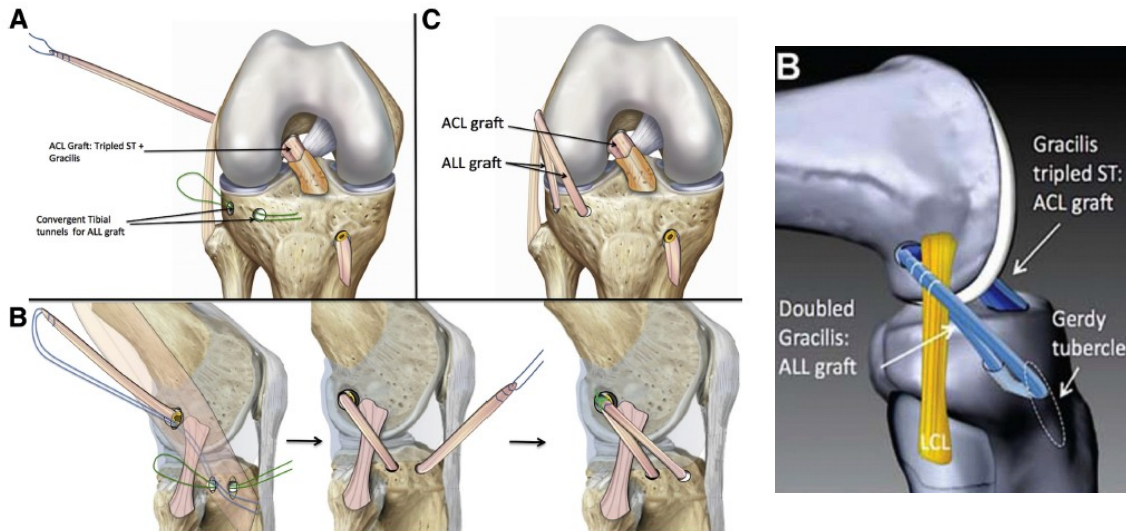 A
ACL Graft: Tripled ST +
Gracilis
Convergent Tibial
tunnels for ALL graft
C
ACL graft
ALL graft
B
B
Gracilis
tripled ST:
ACL graft
Doubled
Gracilis:
ALL graft
Gerdy
tubercle
LCL